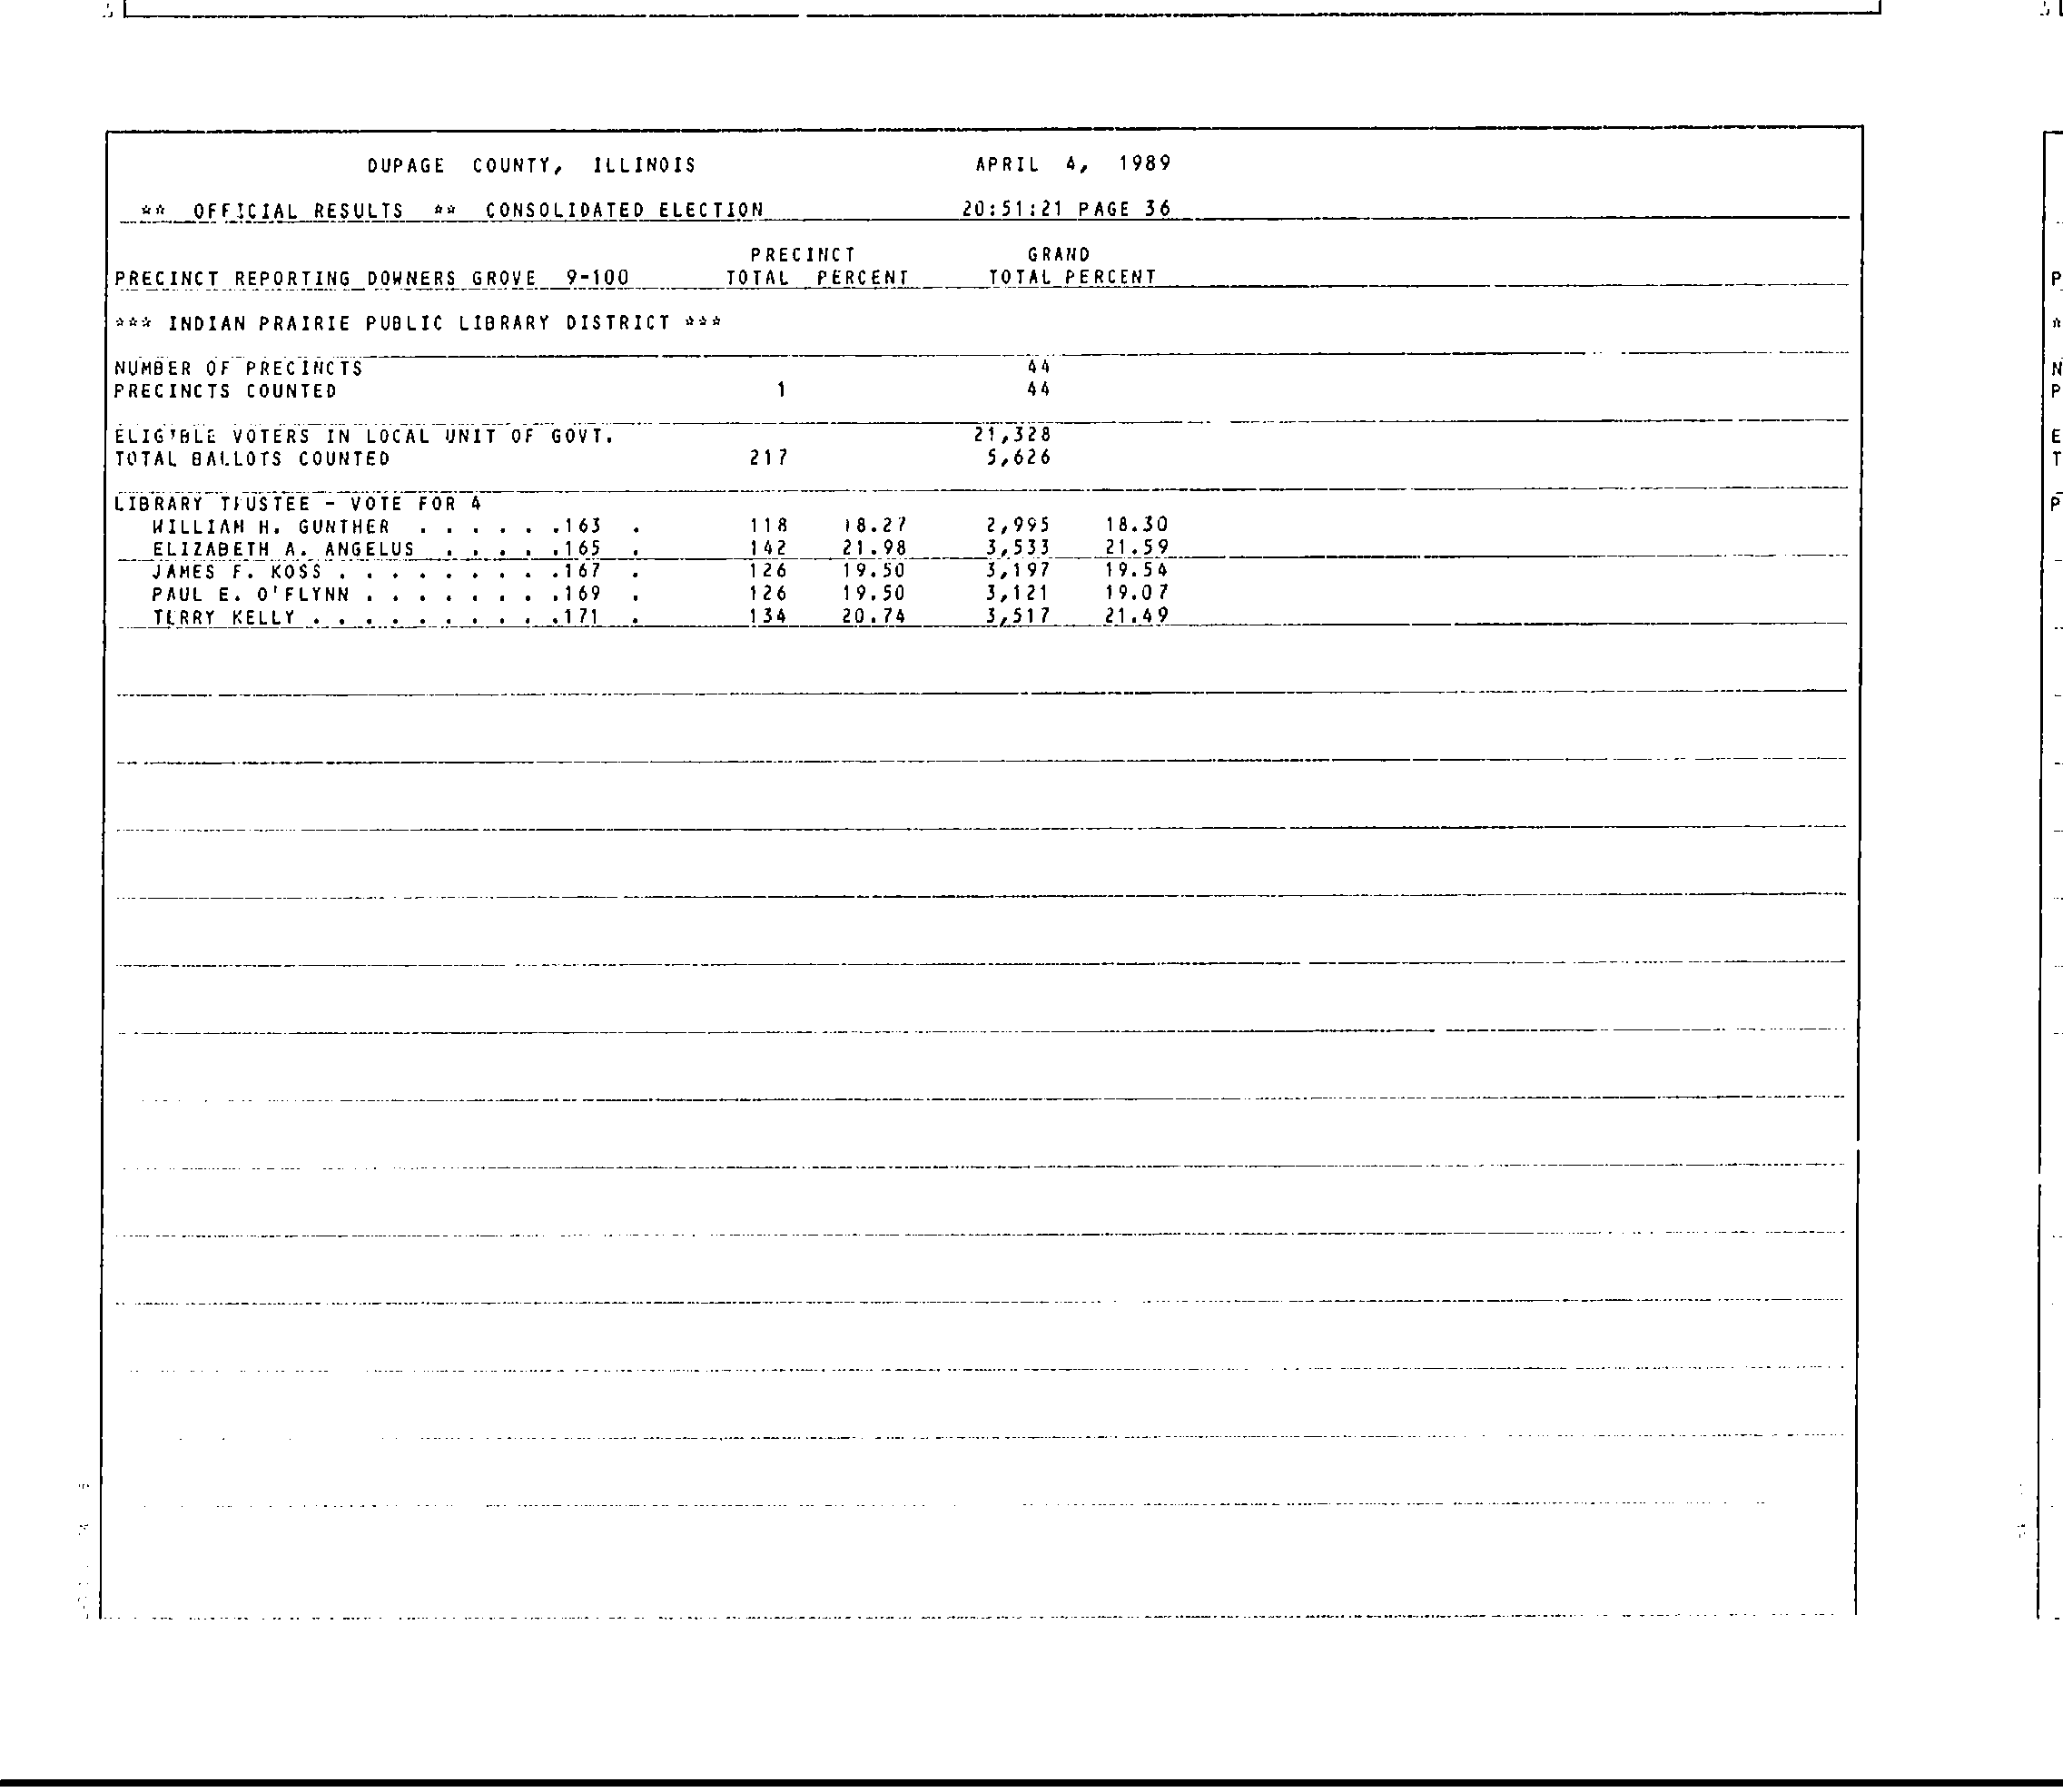 DUPAGE COUNTY, ILLINOIS APRIL 4, 1989
** OFFICIAL RESULTS ** CONSOLIDATED ELECTION 20:51:21 PAGE 36
PRECINCT GRAND
PRECINCT REPORTING DOWNERS GROVE 9-100 TOTAL PERCENT TOTAL PERCENT
*** INDIAN PRAIRIE PUBLIC LIBRARY DISTRICT ***
NUMBER OF PRECINCTS 44
PRECINCTS COUNTED 1 44
ELIGIBLE VOTERS IN LOCAL UNIT OF GOVT. 21,328
TOTAL BALLOTS COUNTED 217 5,626
LIBRARY TRUSTEE - VOTE FOR 4
WILLIAM H. GUNTHER . . . . . .163 . 118 18.27 2,995 18.30
ELIZABETH A. ANGELUS . . . . .165 . 142 21.98 3,533 21.59
JAMES F. KOSS . . . . . . . . .167 . 126 19.50 3,197 19.54
PAUL E. O'FLYNN . . . . . . . .169 . 126 19.50 3,121 19.07
TERRY KELLY . . . . . . . . . .171 . 134 20.74 3,517 21.49